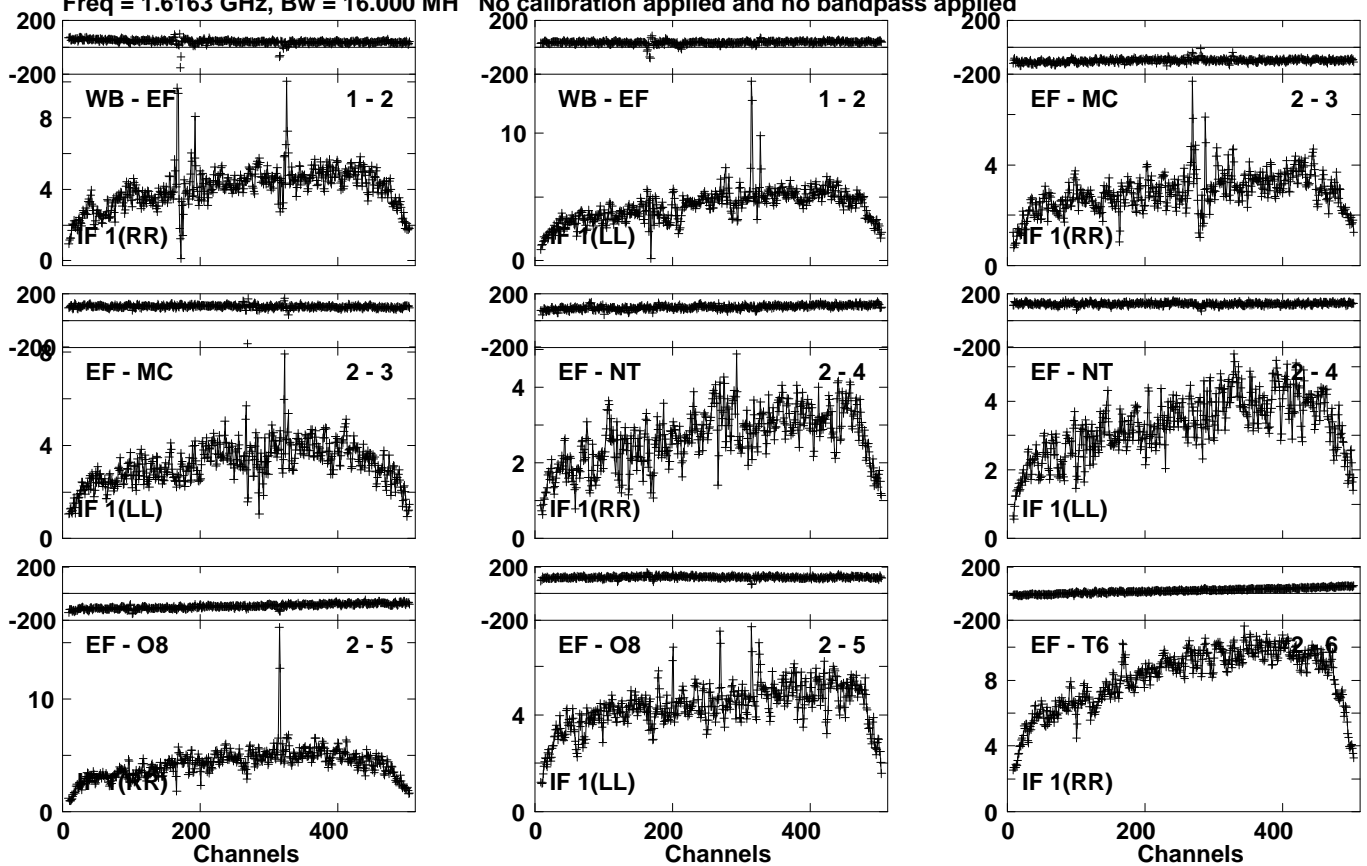 Freq = 1.6163 GHz, Bw = 16.000 MH No calibration applied and no bandpass applied
200
-200
WB - EF 1 - 2
8
4
0
IF 1(RR)
WB - EF 1 - 2
10
0
IF 1(LL)
200
-200
EF - MC 2 - 3
4
0
IF 1(RR)
200
-200
8
EF - MC 2 - 3
4
0
IF 1(LL)
200
-200
EF - NT 2 - 4
4
2
0
IF 1(RR)
200
-200
EF - NT 2 - 4
4
2
0
IF 1(LL)
200
-200
EF - O8 2 - 5
10
0
IF 1(RR)
0 200 400
Channels
200
-200
EF - O8 2 - 5
4
0
IF 1(LL)
0 200 400
Channels
200
-200
EF - T6 2 - 6
8
4
0
IF 1(RR)
0 200 400
Channels